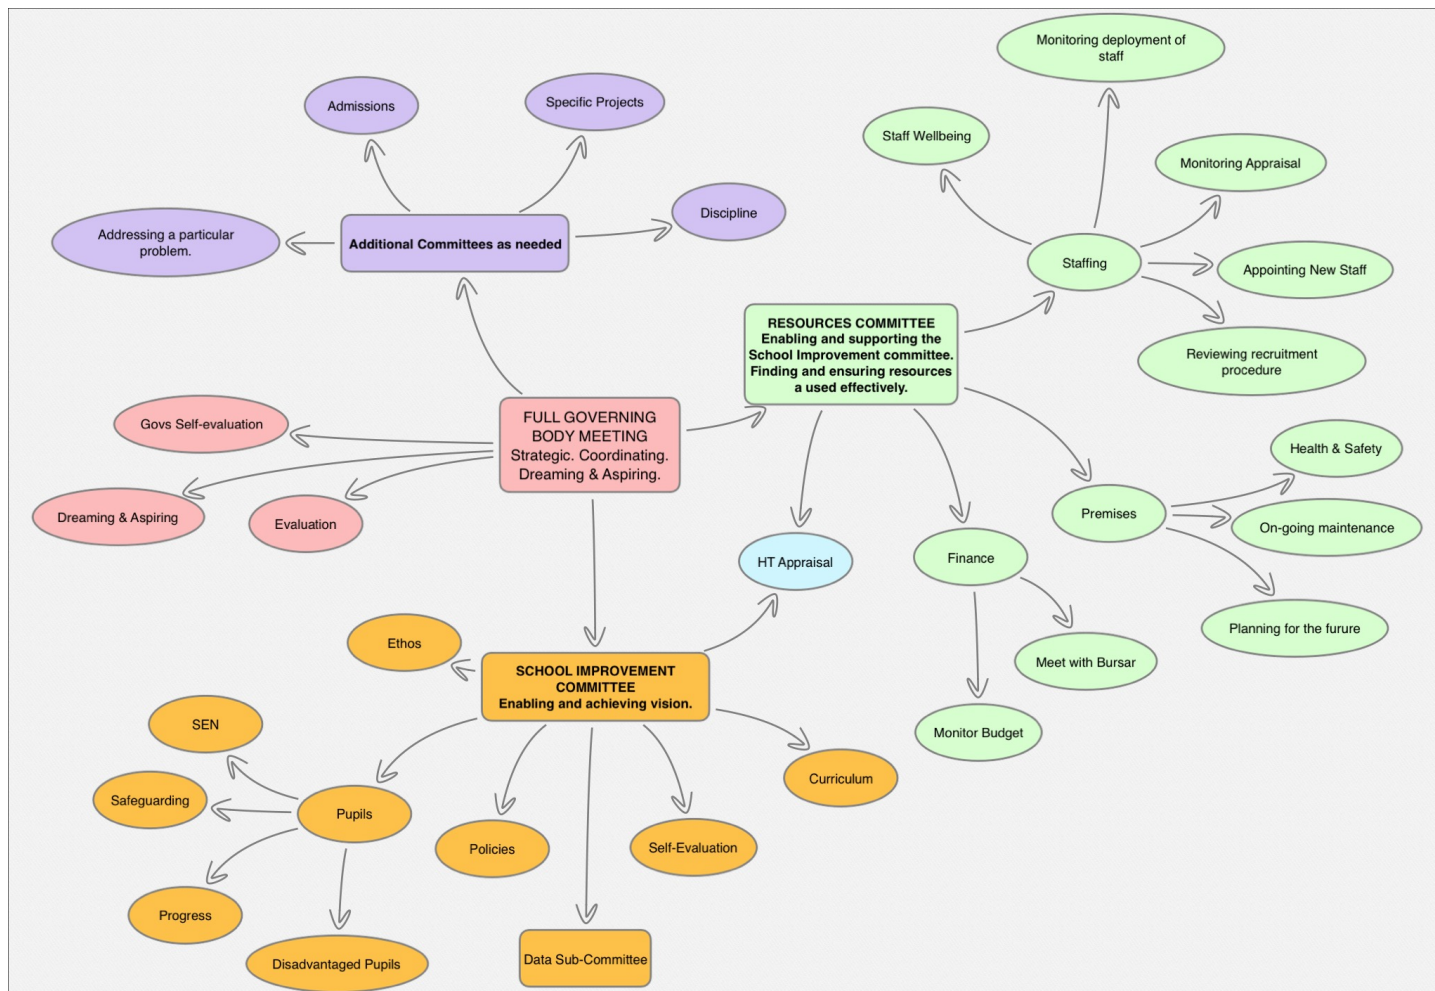 Monitoring deployment of
staff
Admissions
Specific Projects
Staff Wellbeing
Monitoring Appraisal
Addressing a particular
problem.
Additional Committees as needed
Discipline
Staffing
Appointing New Staff
RESOURCES COMMITTEE
Enabling and supporting the
School Improvement committee.
Finding and ensuring resources
a used effectively.
Reviewing recruitment
procedure
Govs Self-evaluation
FULL GOVERNING
BODY MEETING
Strategic. Coordinating.
Dreaming & Aspiring.
Health & Safety
Dreaming & Aspiring
Evaluation
Premises
On-going maintenance
HT Appraisal
Finance
Planning for the furure
Ethos
Meet with Bursar
SCHOOL IMPROVEMENT
COMMITTEE
Enabling and achieving vision.
SEN
Monitor Budget
Curriculum
Safeguarding
Pupils
Policies
Self-Evaluation
Progress
Disadvantaged Pupils
Data Sub-Committee